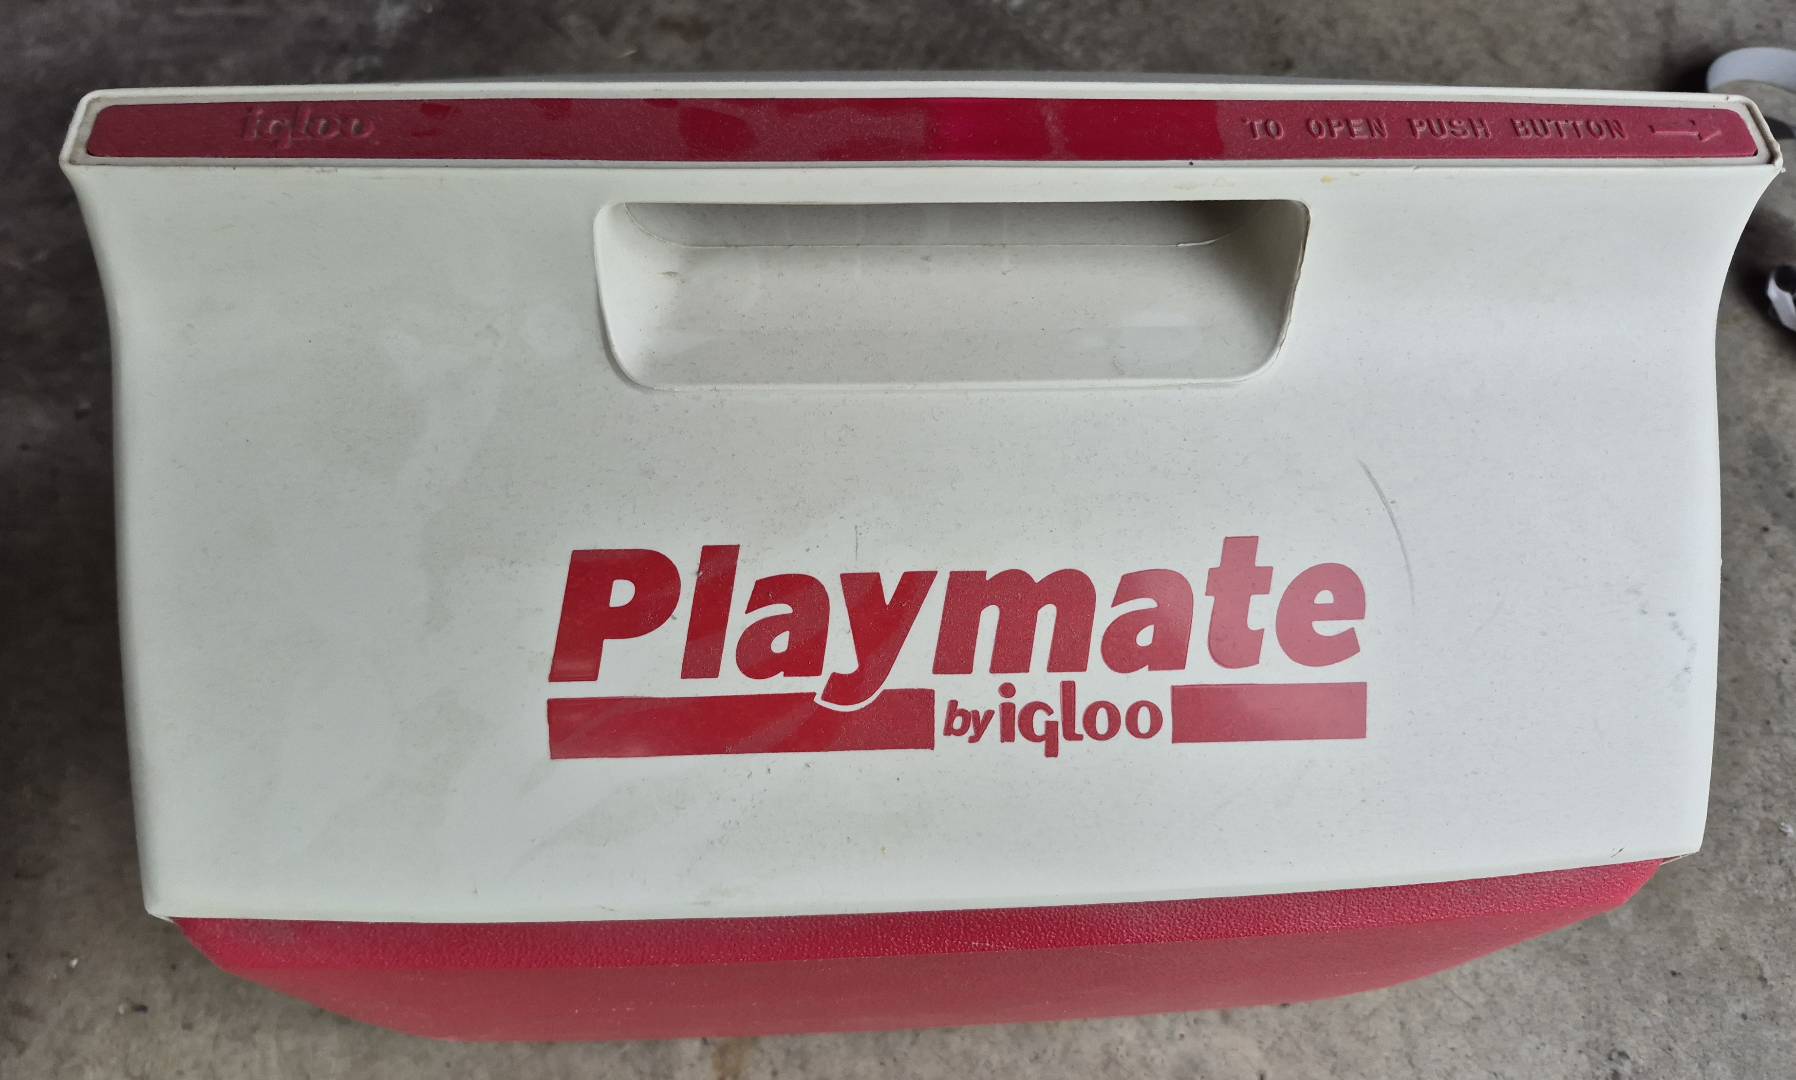 igloo TO OPEN PUSH BUTTON
Playmate
by igloo